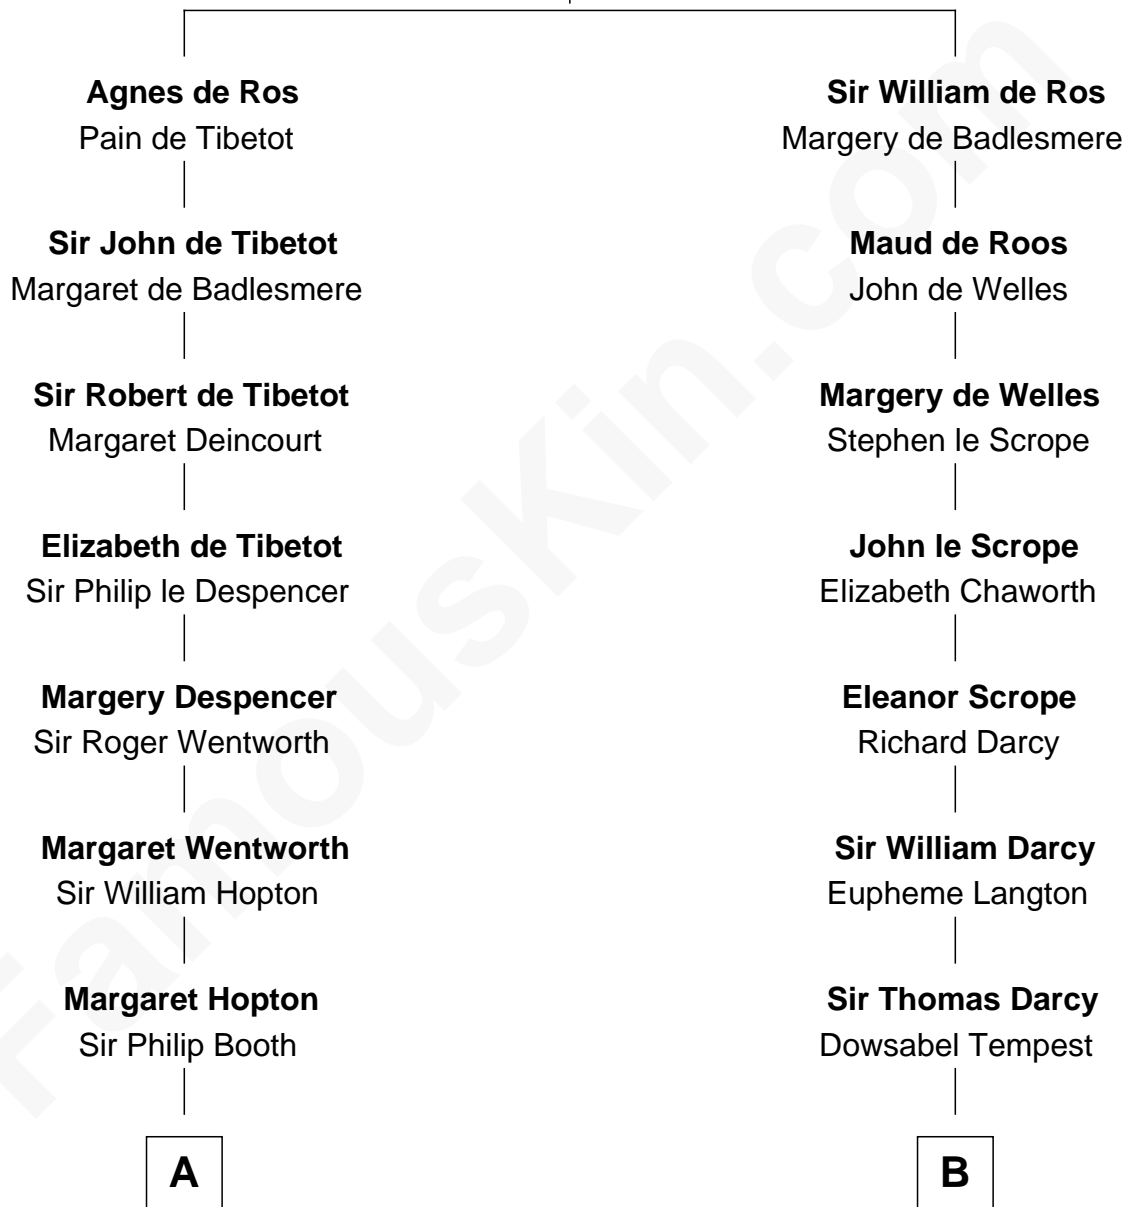 Agnes de Ros
Pain de Tibetot
Sir William de Ros
Margery de Badlesmere
Sir John de Tibetot
Margaret de Badlesmere
Maud de Roos
John de Welles
Sir Robert de Tibetot
Margaret Deincourt
Margery de Welles
Stephen le Scrope
Elizabeth de Tibetot
Sir Philip le Despencer
John le Scrope
Elizabeth Chaworth
Margery Despencer
Sir Roger Wentworth
Eleanor Scrope
Richard Darcy
Margaret Wentworth
Sir William Hopton
Sir William Darcy
Eupheme Langton
Margaret Hopton
Sir Philip Booth
Sir Thomas Darcy
Dowsabel Tempest
A
B
FamousKin.com